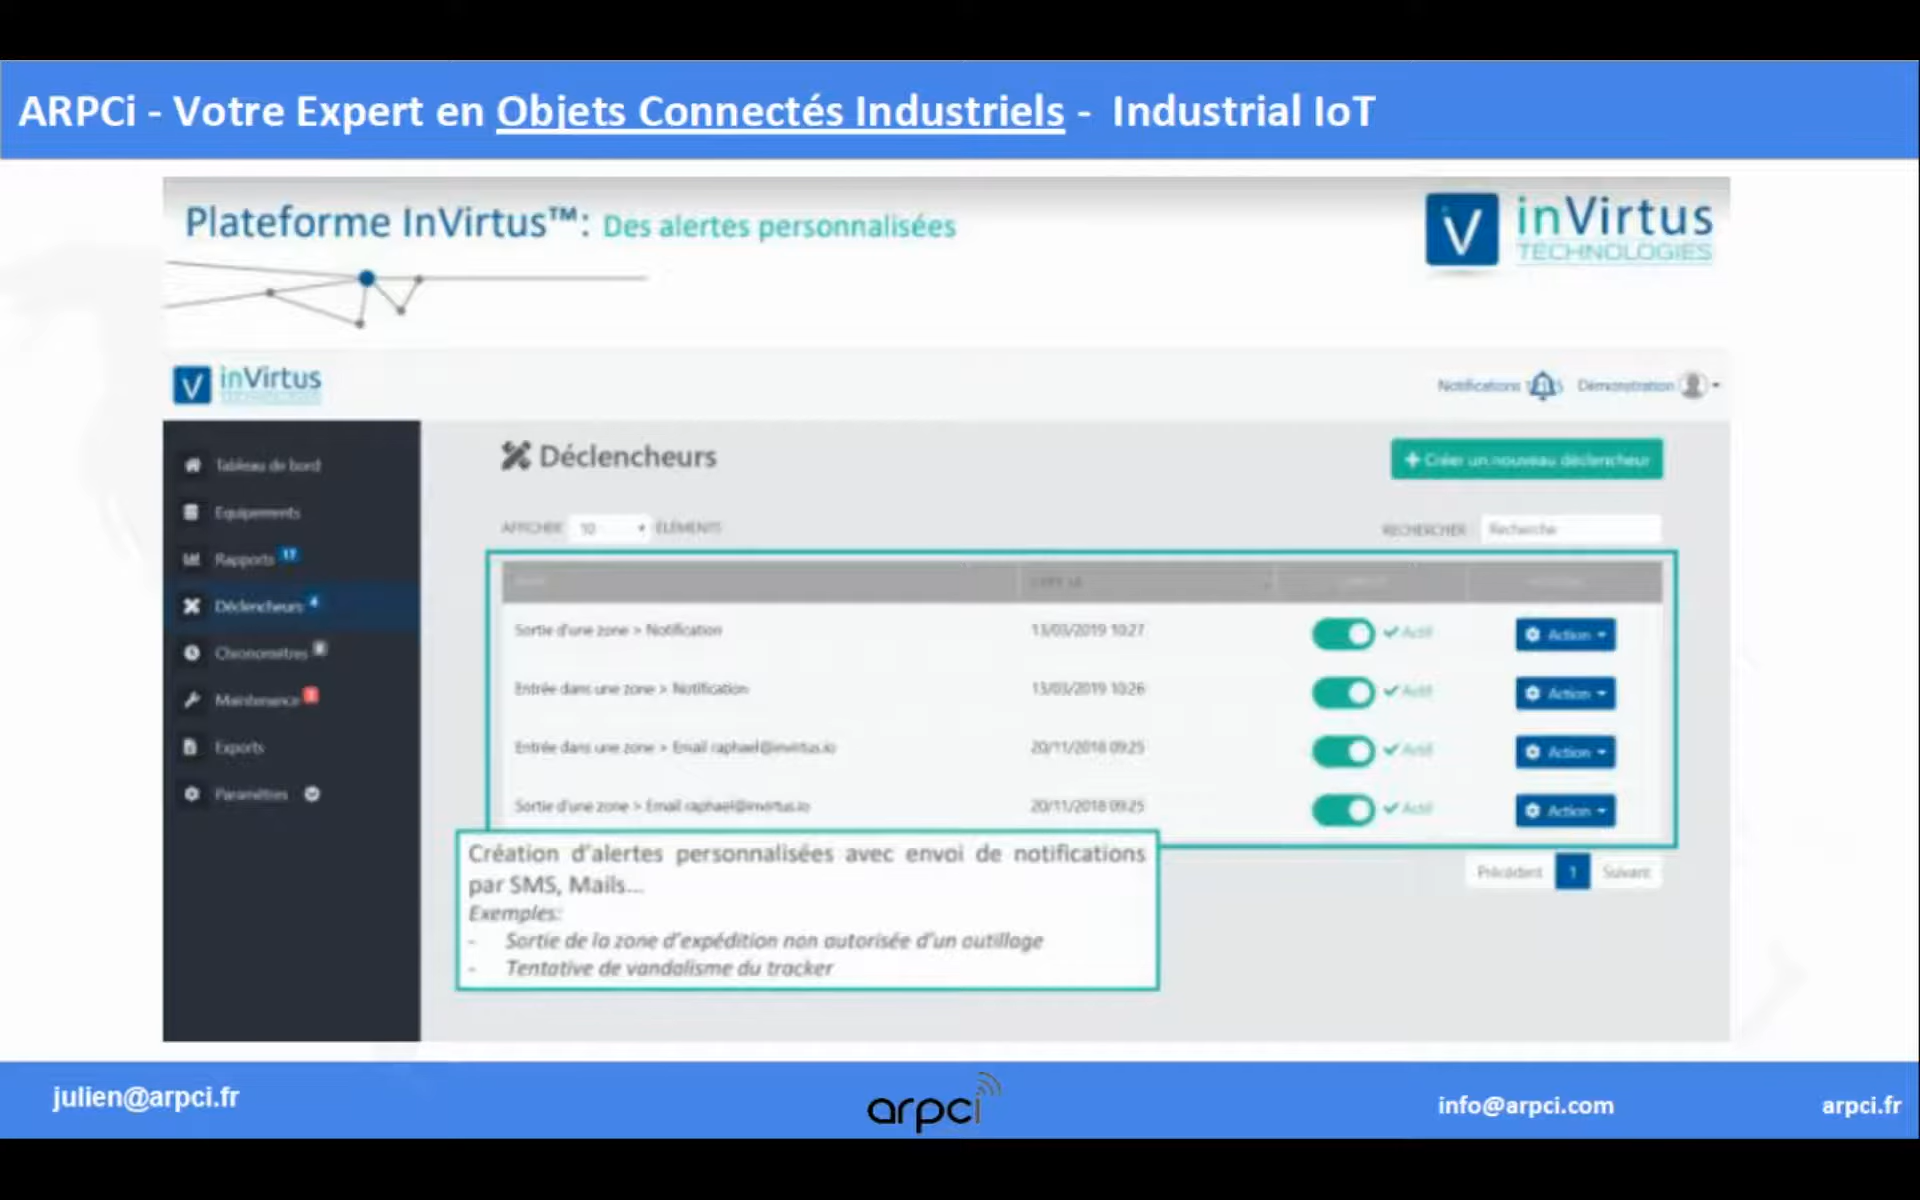 ARPCi - Votre Expert en Objets Connectés Industriels - Industrial IoT
Plateforme InVirtus™: Des alertes personnalisées
inVirtus
TECHNOLOGIES
inVirtus
Notifications
Démonstration
Tableau de bord
Equipements
Rapports 17
Déclencheurs 4
Chronomètres
Maintenance
Exports
Paramètres
Déclencheurs
+ Créer un nouveau déclencheur
AFFICHER 10 ÉLÉMENTS
RECHERCHER Recherche
Sortie d'une zone > Notification 13/03/2019 10:27 Actif Action
Entrée dans une zone > Notification 13/03/2019 10:26 Actif Action
Entrée dans une zone > Email raphael@invirtus.io 20/11/2018 09:25 Actif Action
Sortie d'une zone > Email raphael@invirtus.io 20/11/2018 09:25 Actif Action
Création d'alertes personnalisées avec envoi de notifications
par SMS, Mails...
Exemples:
- Sortie de la zone d'expédition non autorisée d'un outillage
- Tentative de vandalisme du tracker
Précédent 1 Suivant
julien@arpci.fr
arpci
info@arpci.com
arpci.fr